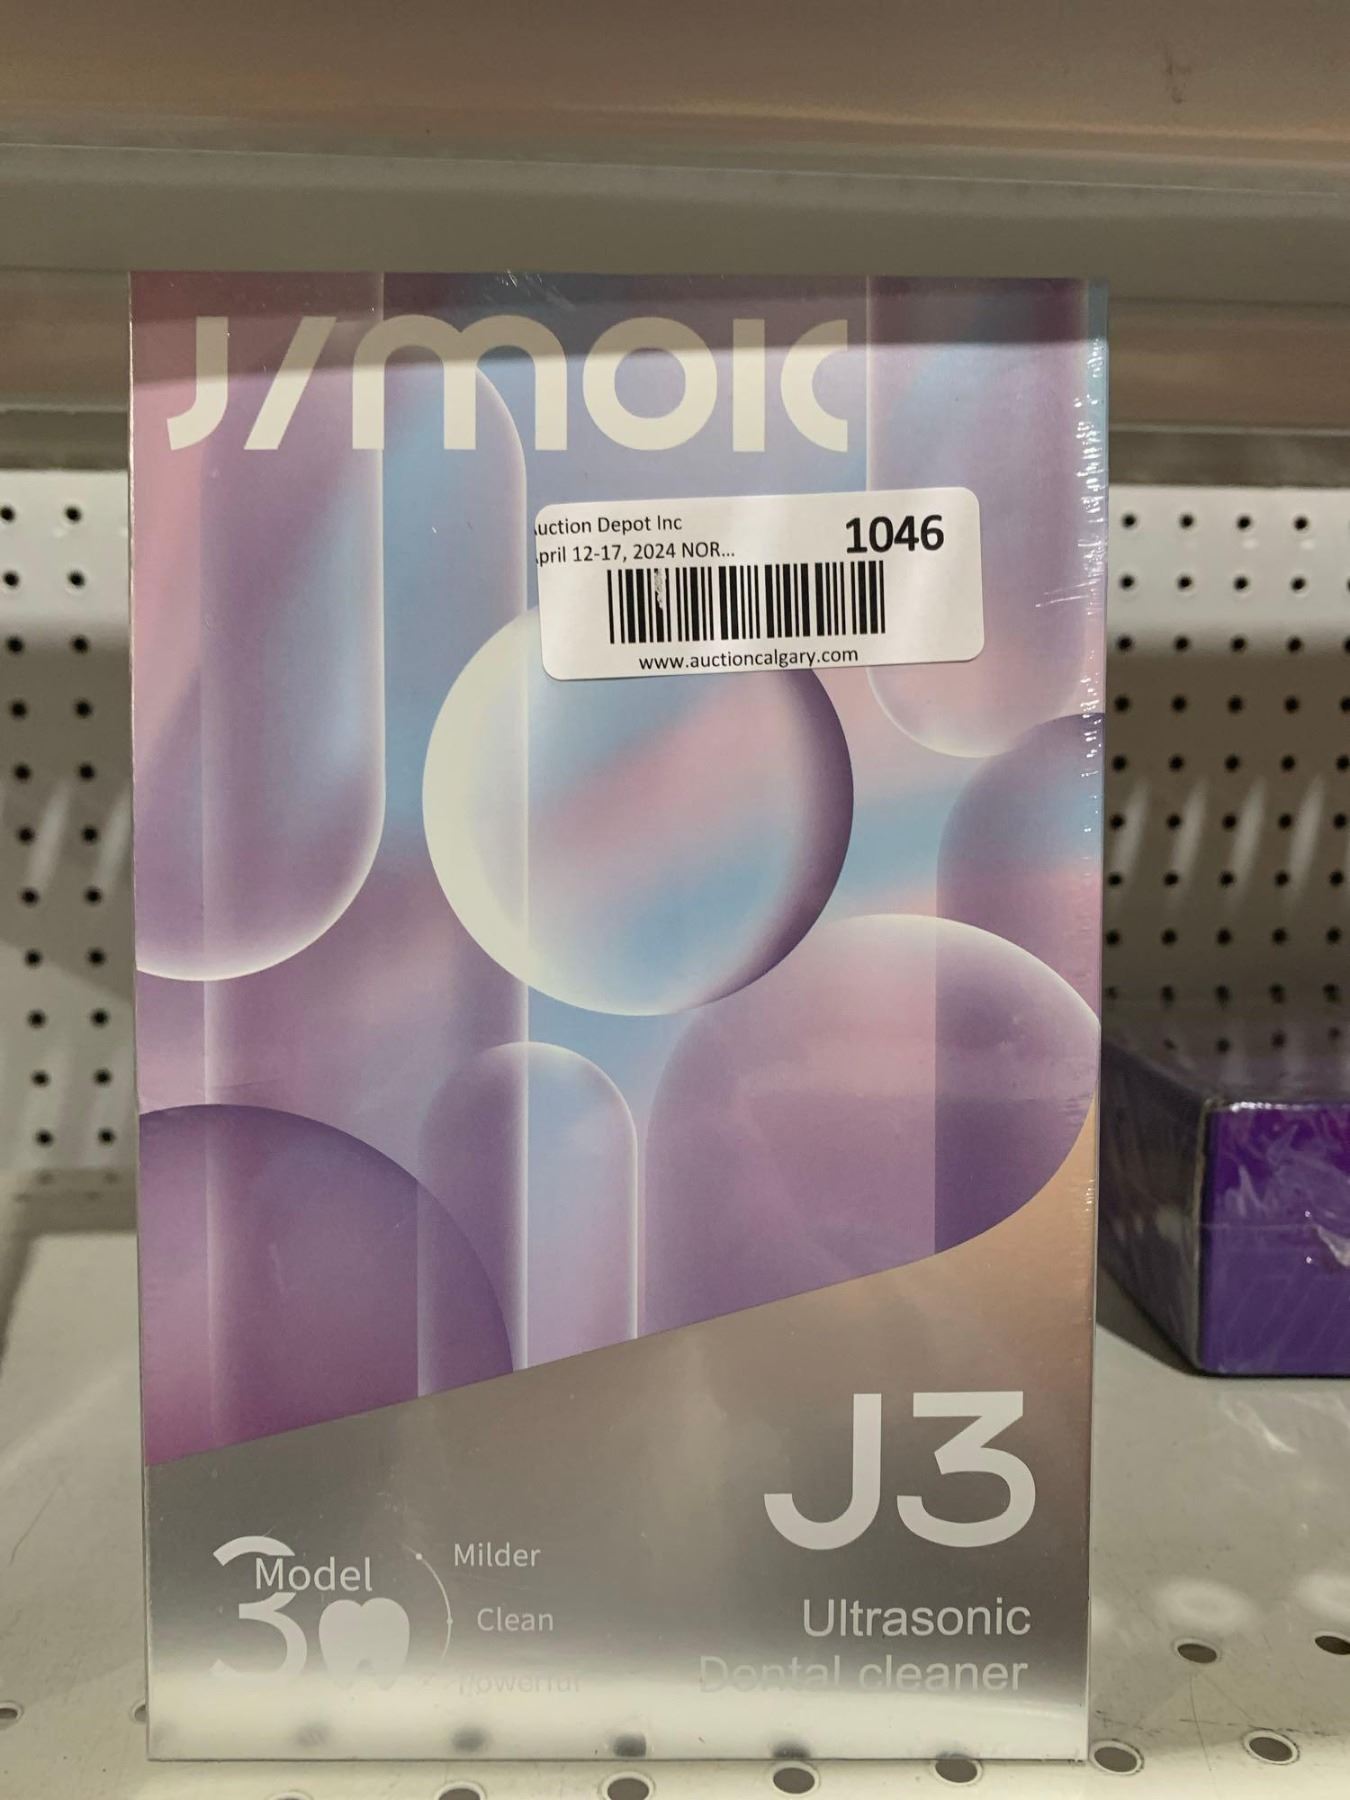 J/MOIC
Auction Depot Inc
April 12-17, 2024 NOR...
1046
www.auctioncalgary.com
J3
3 Model
Milder
Clean
Powerful
Ultrasonic
Dental cleaner